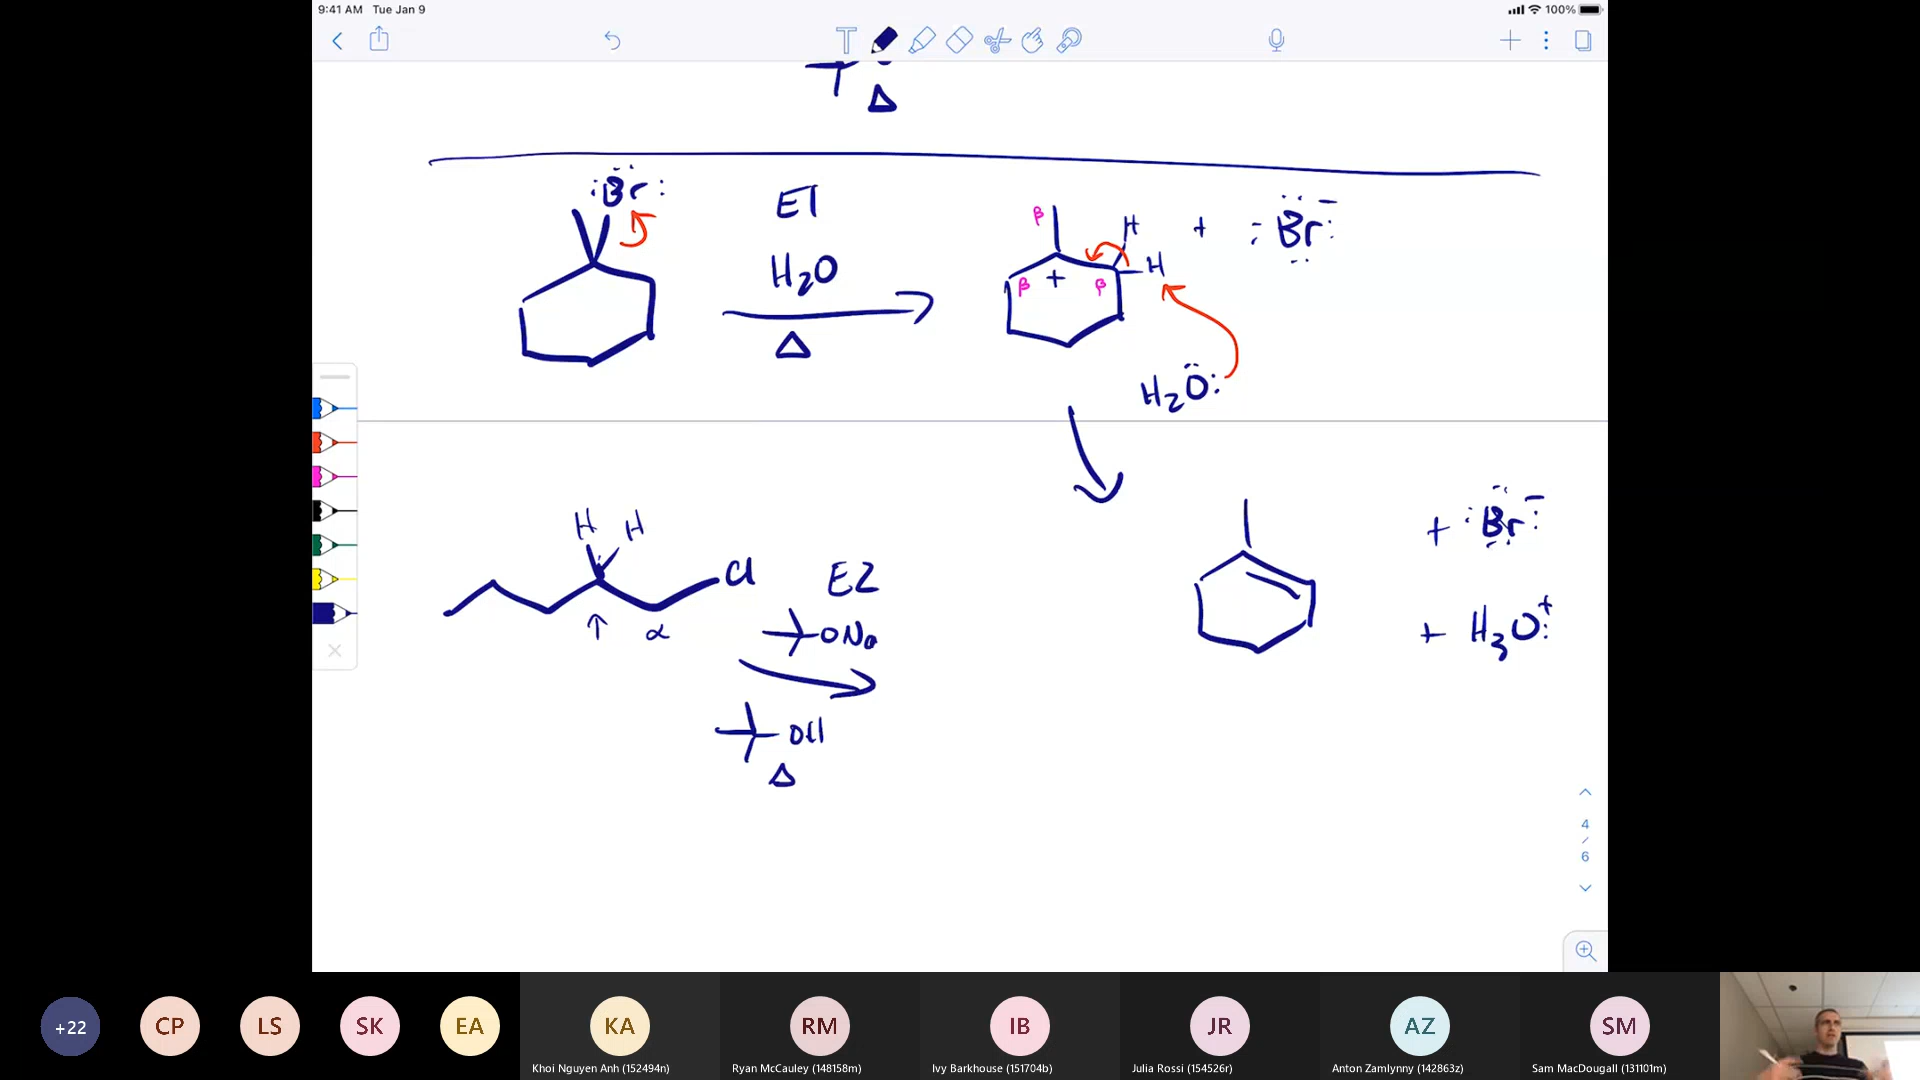 9:41 AM Tue Jan 9
100%
Δ
:Br:
E1
H₂O
Δ
β
β
β
+
H
H
+
:Br:⁻
H₂O:
H H
Cl
α
E2
ONa
OH
Δ
+ :Br:⁻
+ H₃O⁺:
4
/
6
+22
CP
LS
SK
EA
KA
RM
IB
JR
AZ
SM
Khoi Nguyen Anh (152494n)
Ryan McCauley (148158m)
Ivy Barkhouse (151704b)
Julia Rossi (154526r)
Anton Zamlynny (142863z)
Sam MacDougall (131101m)